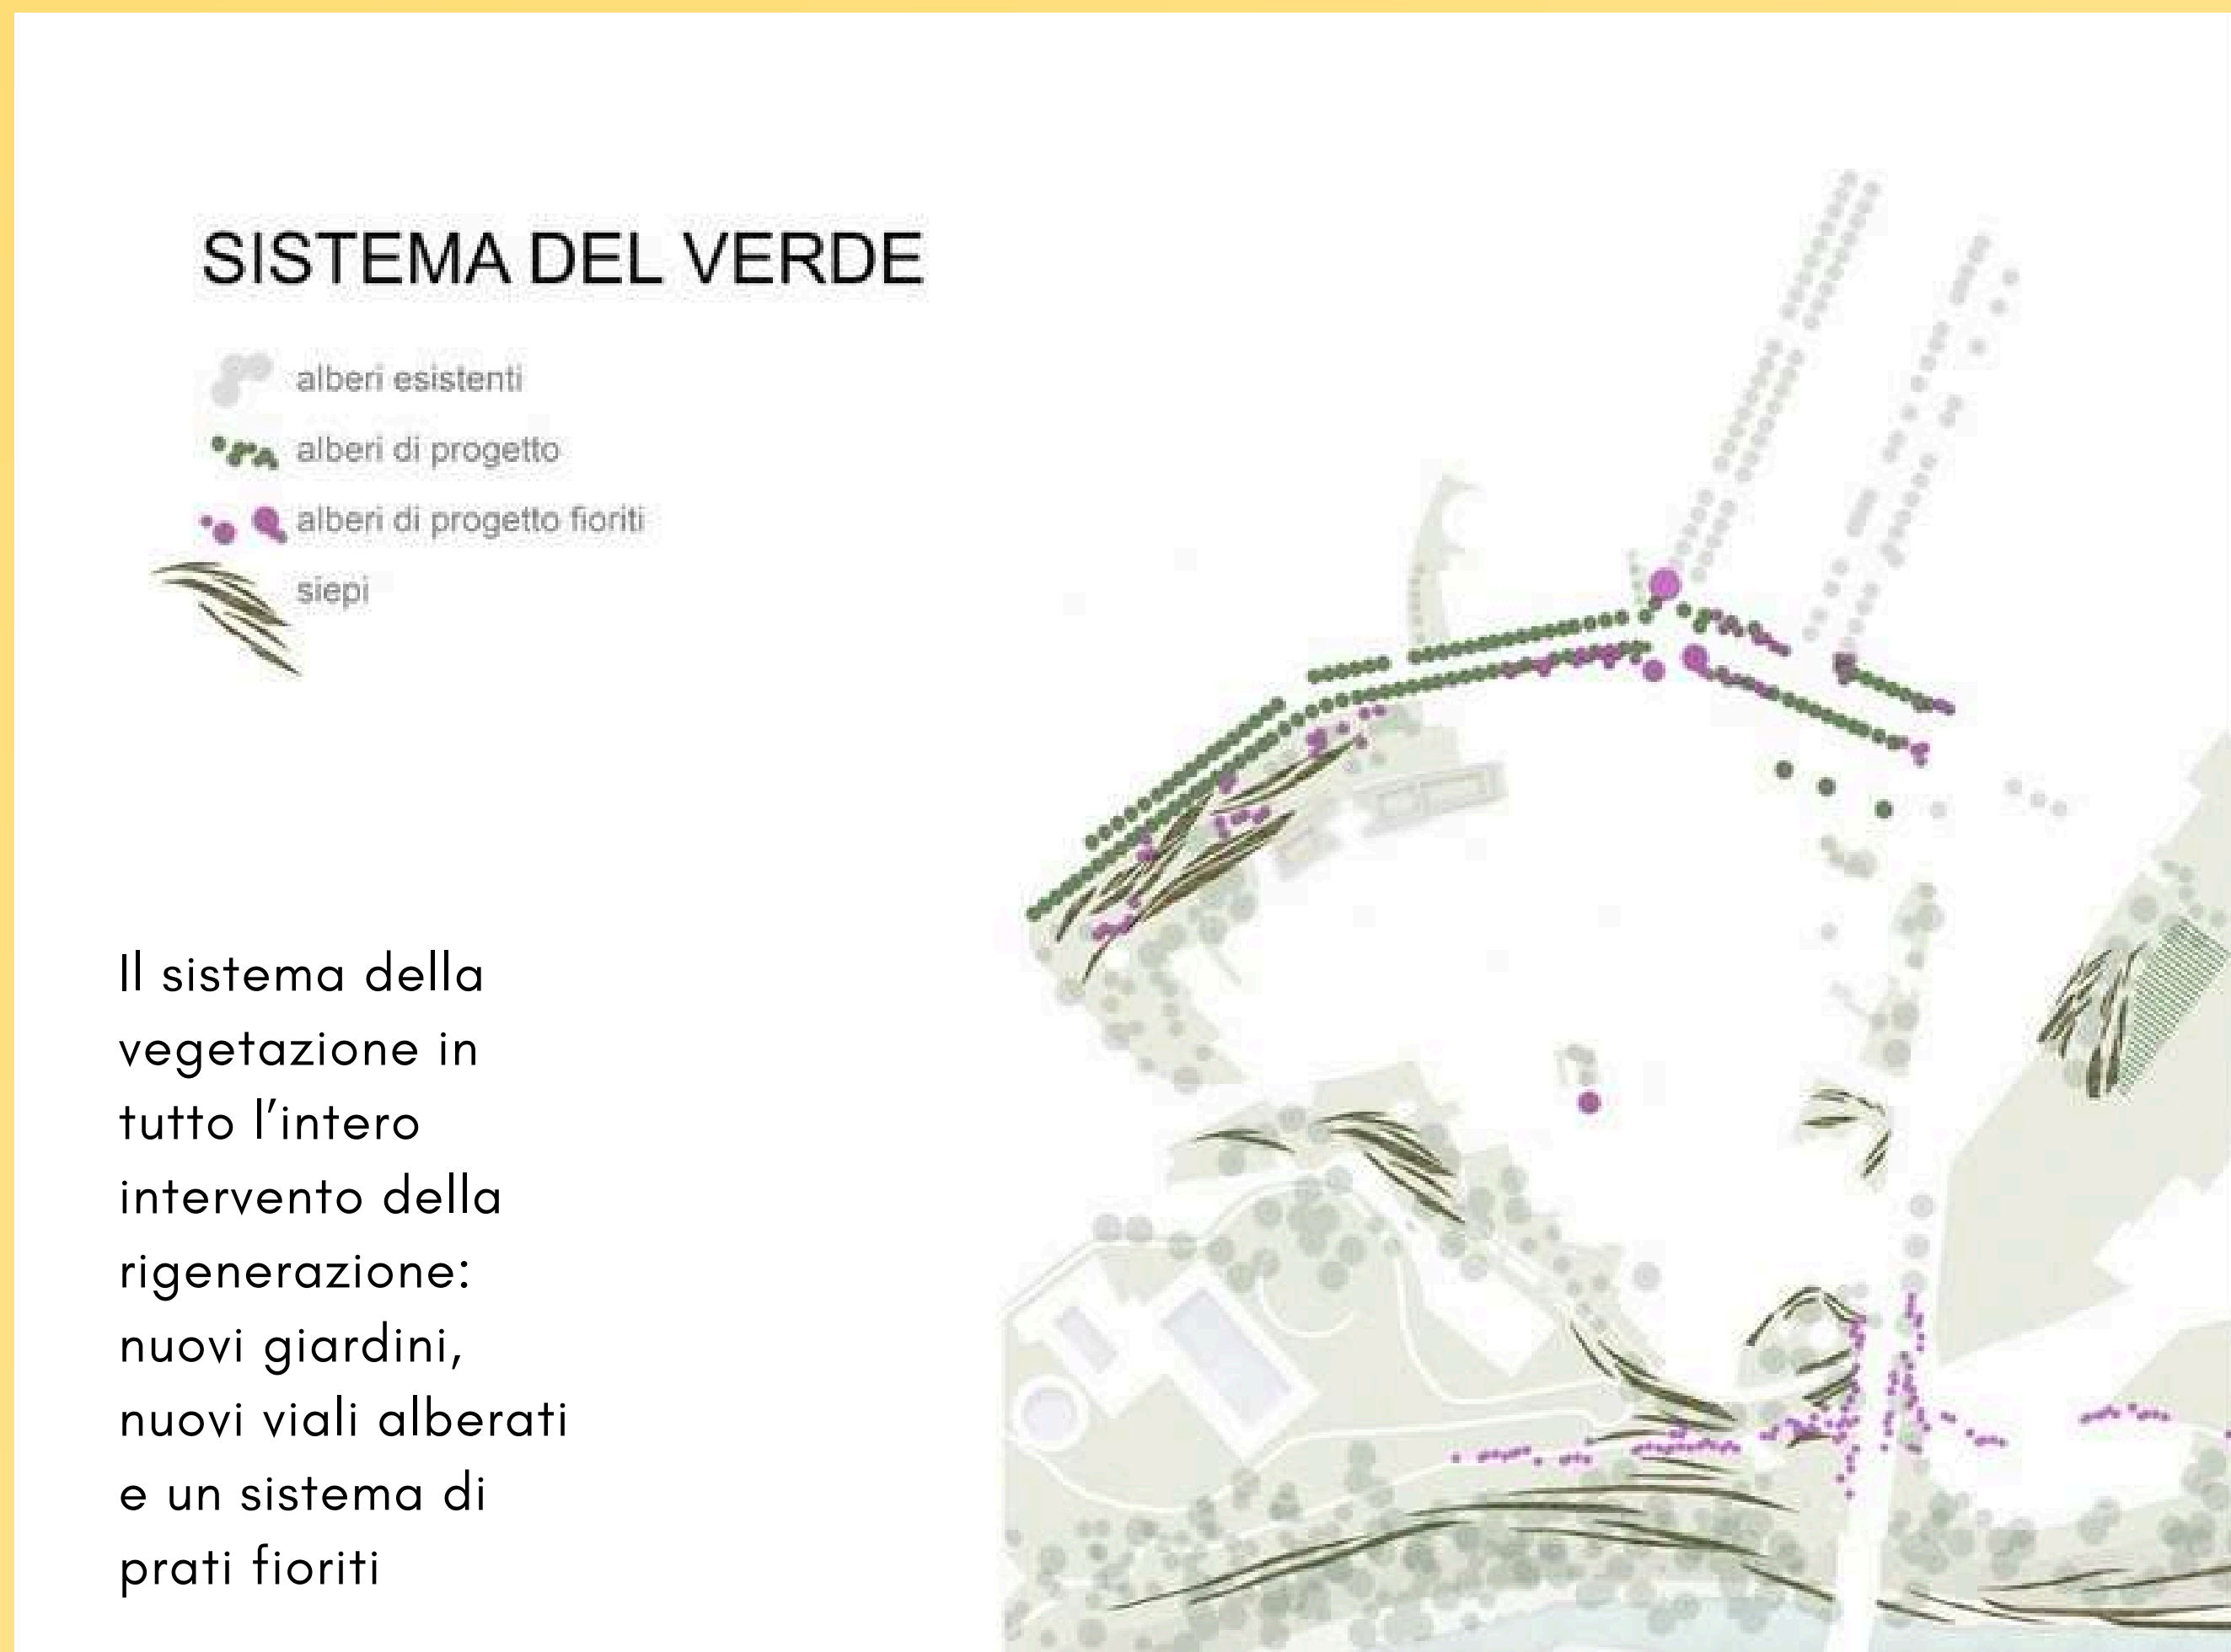 SISTEMA DEL VERDE
alberi esistenti
alberi di progetto
alberi di progetto fioriti
siepi
Il sistema della
vegetazione in
tutto l’intero
intervento della
rigenerazione:
nuovi giardini,
nuovi viali alberati
e un sistema di
prati fioriti